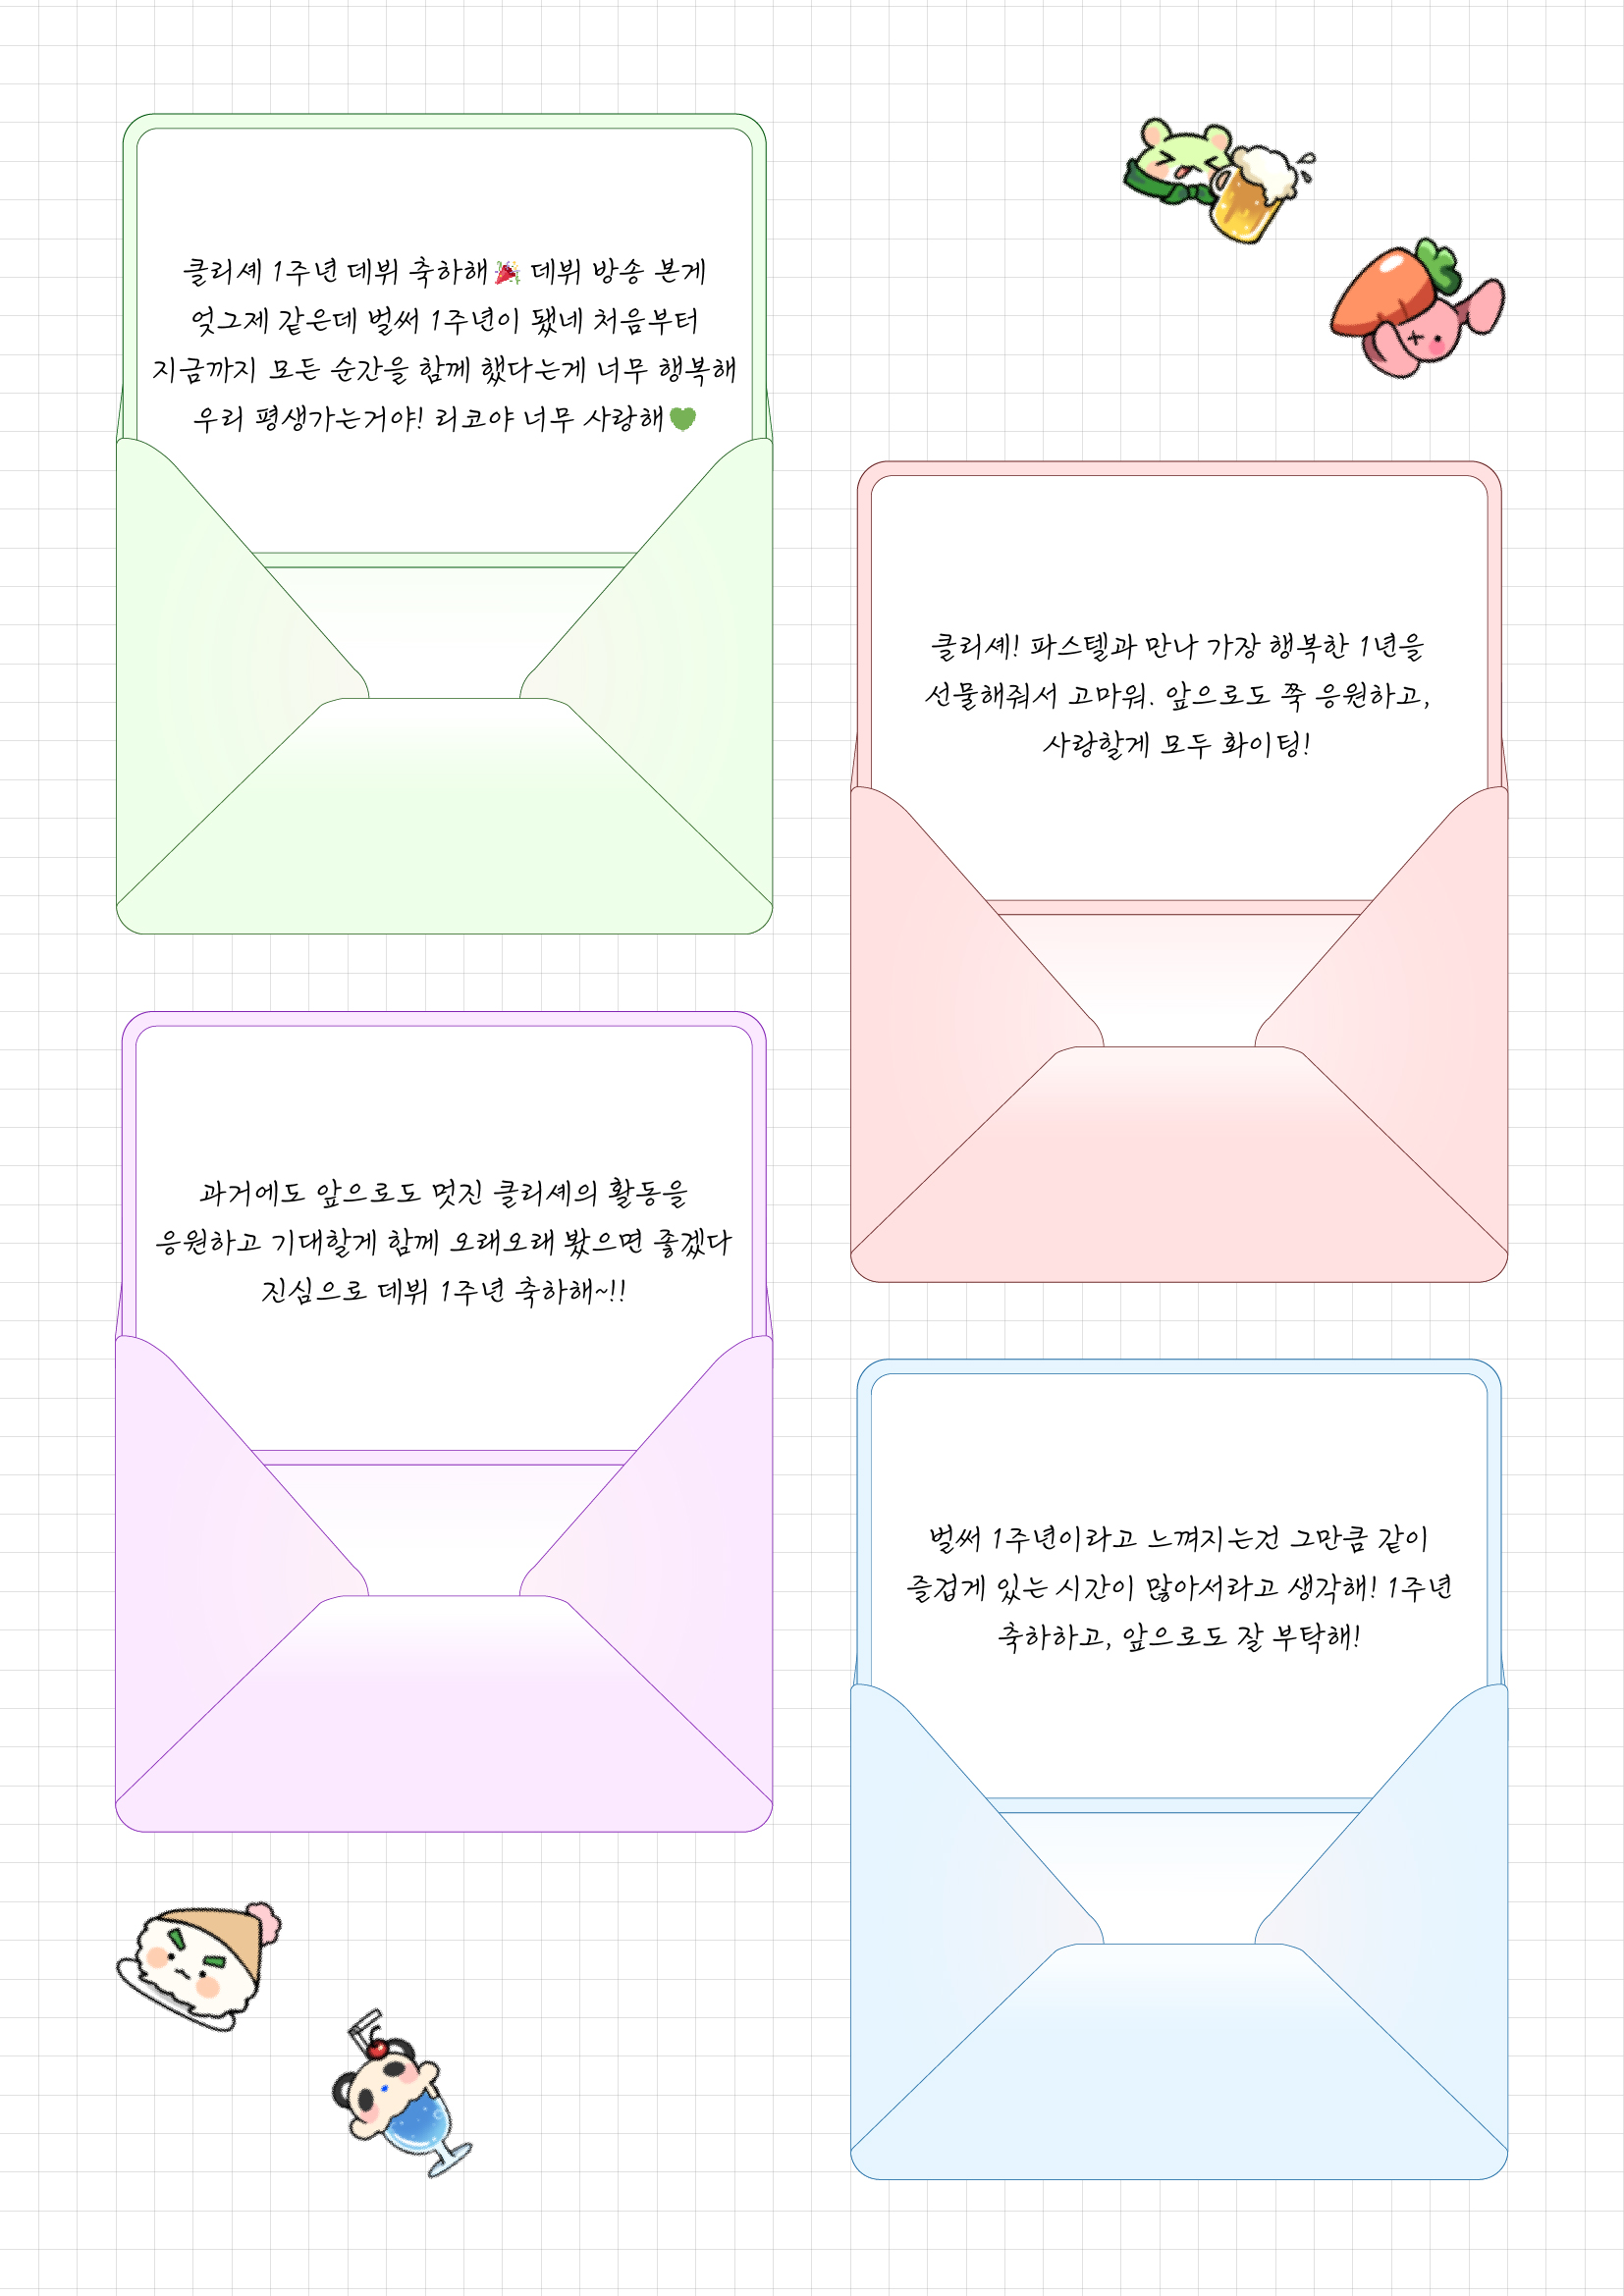 클리셰 1주년 데뷔 축하해🎉 데뷔 방송 본게
엊그제 같은데 벌써 1주년이 됐네 처음부터
지금까지 모든 순간을 함께 했다는게 너무 행복해
우리 평생가는거야! 리코야 너무 사랑해💚
클리셰! 파스텔과 만나 가장 행복한 1년을
선물해줘서 고마워. 앞으로도 쭉 응원하고,
사랑할게 모두 화이팅!
과거에도 앞으로도 멋진 클리셰의 활동을
응원하고 기대할게 함께 오래오래 봤으면 좋겠다
진심으로 데뷔 1주년 축하해~!!
벌써 1주년이라고 느껴지는건 그만큼 같이
즐겁게 있는 시간이 많아서라고 생각해! 1주년
축하하고, 앞으로도 잘 부탁해!